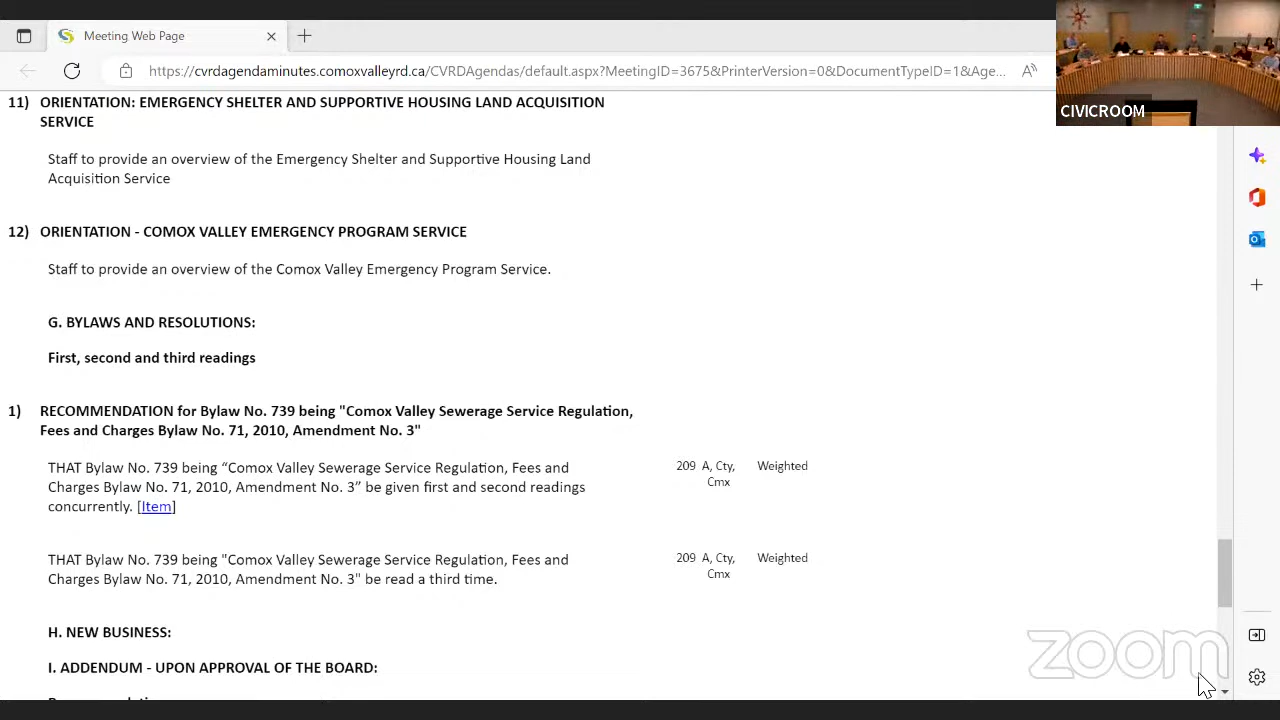 Meeting Web Page
https://cvrdagendaminutes.comoxvalleyrd.ca/CVRDAgendas/default.aspx?MeetingID=3675&PrinterVersion=0&DocumentTypeID=1&Age...
CIVICROOM
11) ORIENTATION: EMERGENCY SHELTER AND SUPPORTIVE HOUSING LAND ACQUISITION
SERVICE
Staff to provide an overview of the Emergency Shelter and Supportive Housing Land
Acquisition Service
12) ORIENTATION - COMOX VALLEY EMERGENCY PROGRAM SERVICE
Staff to provide an overview of the Comox Valley Emergency Program Service.
G. BYLAWS AND RESOLUTIONS:
First, second and third readings
1) RECOMMENDATION for Bylaw No. 739 being "Comox Valley Sewerage Service Regulation,
Fees and Charges Bylaw No. 71, 2010, Amendment No. 3"
THAT Bylaw No. 739 being “Comox Valley Sewerage Service Regulation, Fees and
Charges Bylaw No. 71, 2010, Amendment No. 3” be given first and second readings
concurrently. [Item]
209 A, Cty, Weighted
Cmx
THAT Bylaw No. 739 being "Comox Valley Sewerage Service Regulation, Fees and
Charges Bylaw No. 71, 2010, Amendment No. 3" be read a third time.
209 A, Cty, Weighted
Cmx
H. NEW BUSINESS:
I. ADDENDUM - UPON APPROVAL OF THE BOARD:
zoom